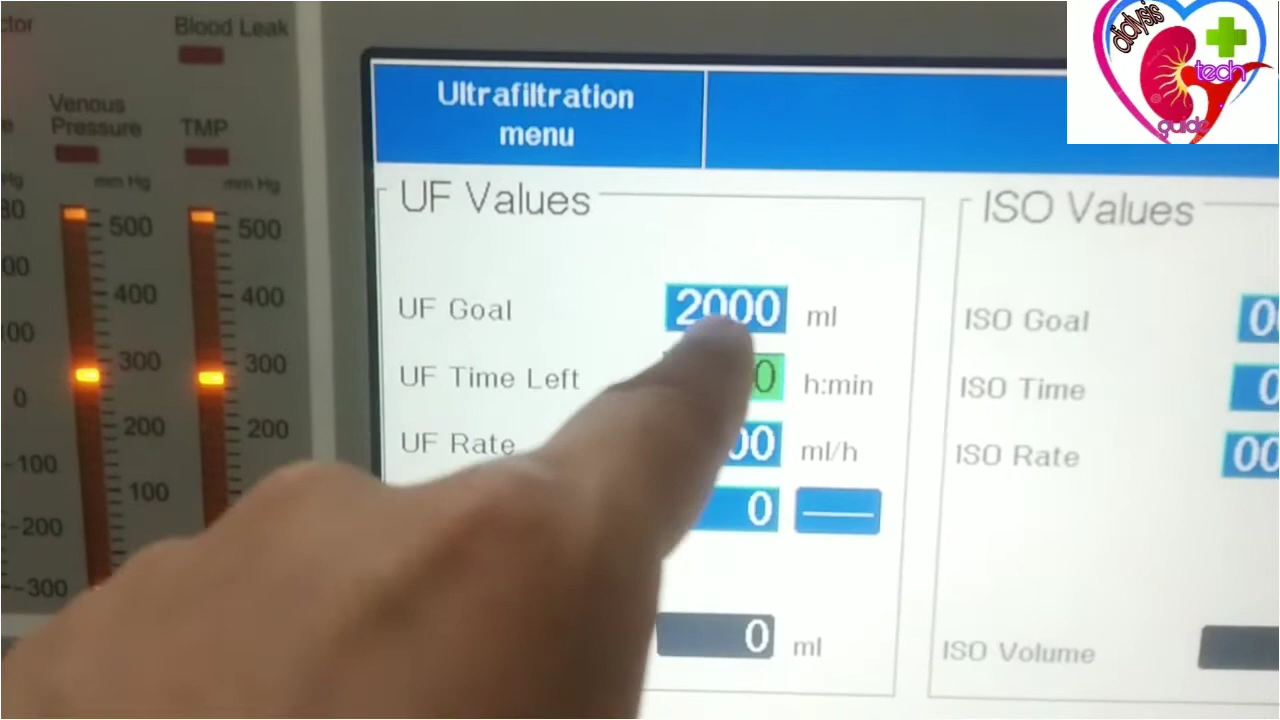 Blood Leak
Venous
Pressure
TMP
mm Hg
mm Hg
500
400
300
200
100
500
400
300
200
0
-100
-200
-300
Ultrafiltration
menu
UF Values
UF Goal
2000
ml
UF Time Left
h:min
UF Rate
ml/h
0
0
ml
ISO Values
ISO Goal
ISO Time
ISO Rate
ISO Volume
dialysis
tech
guide